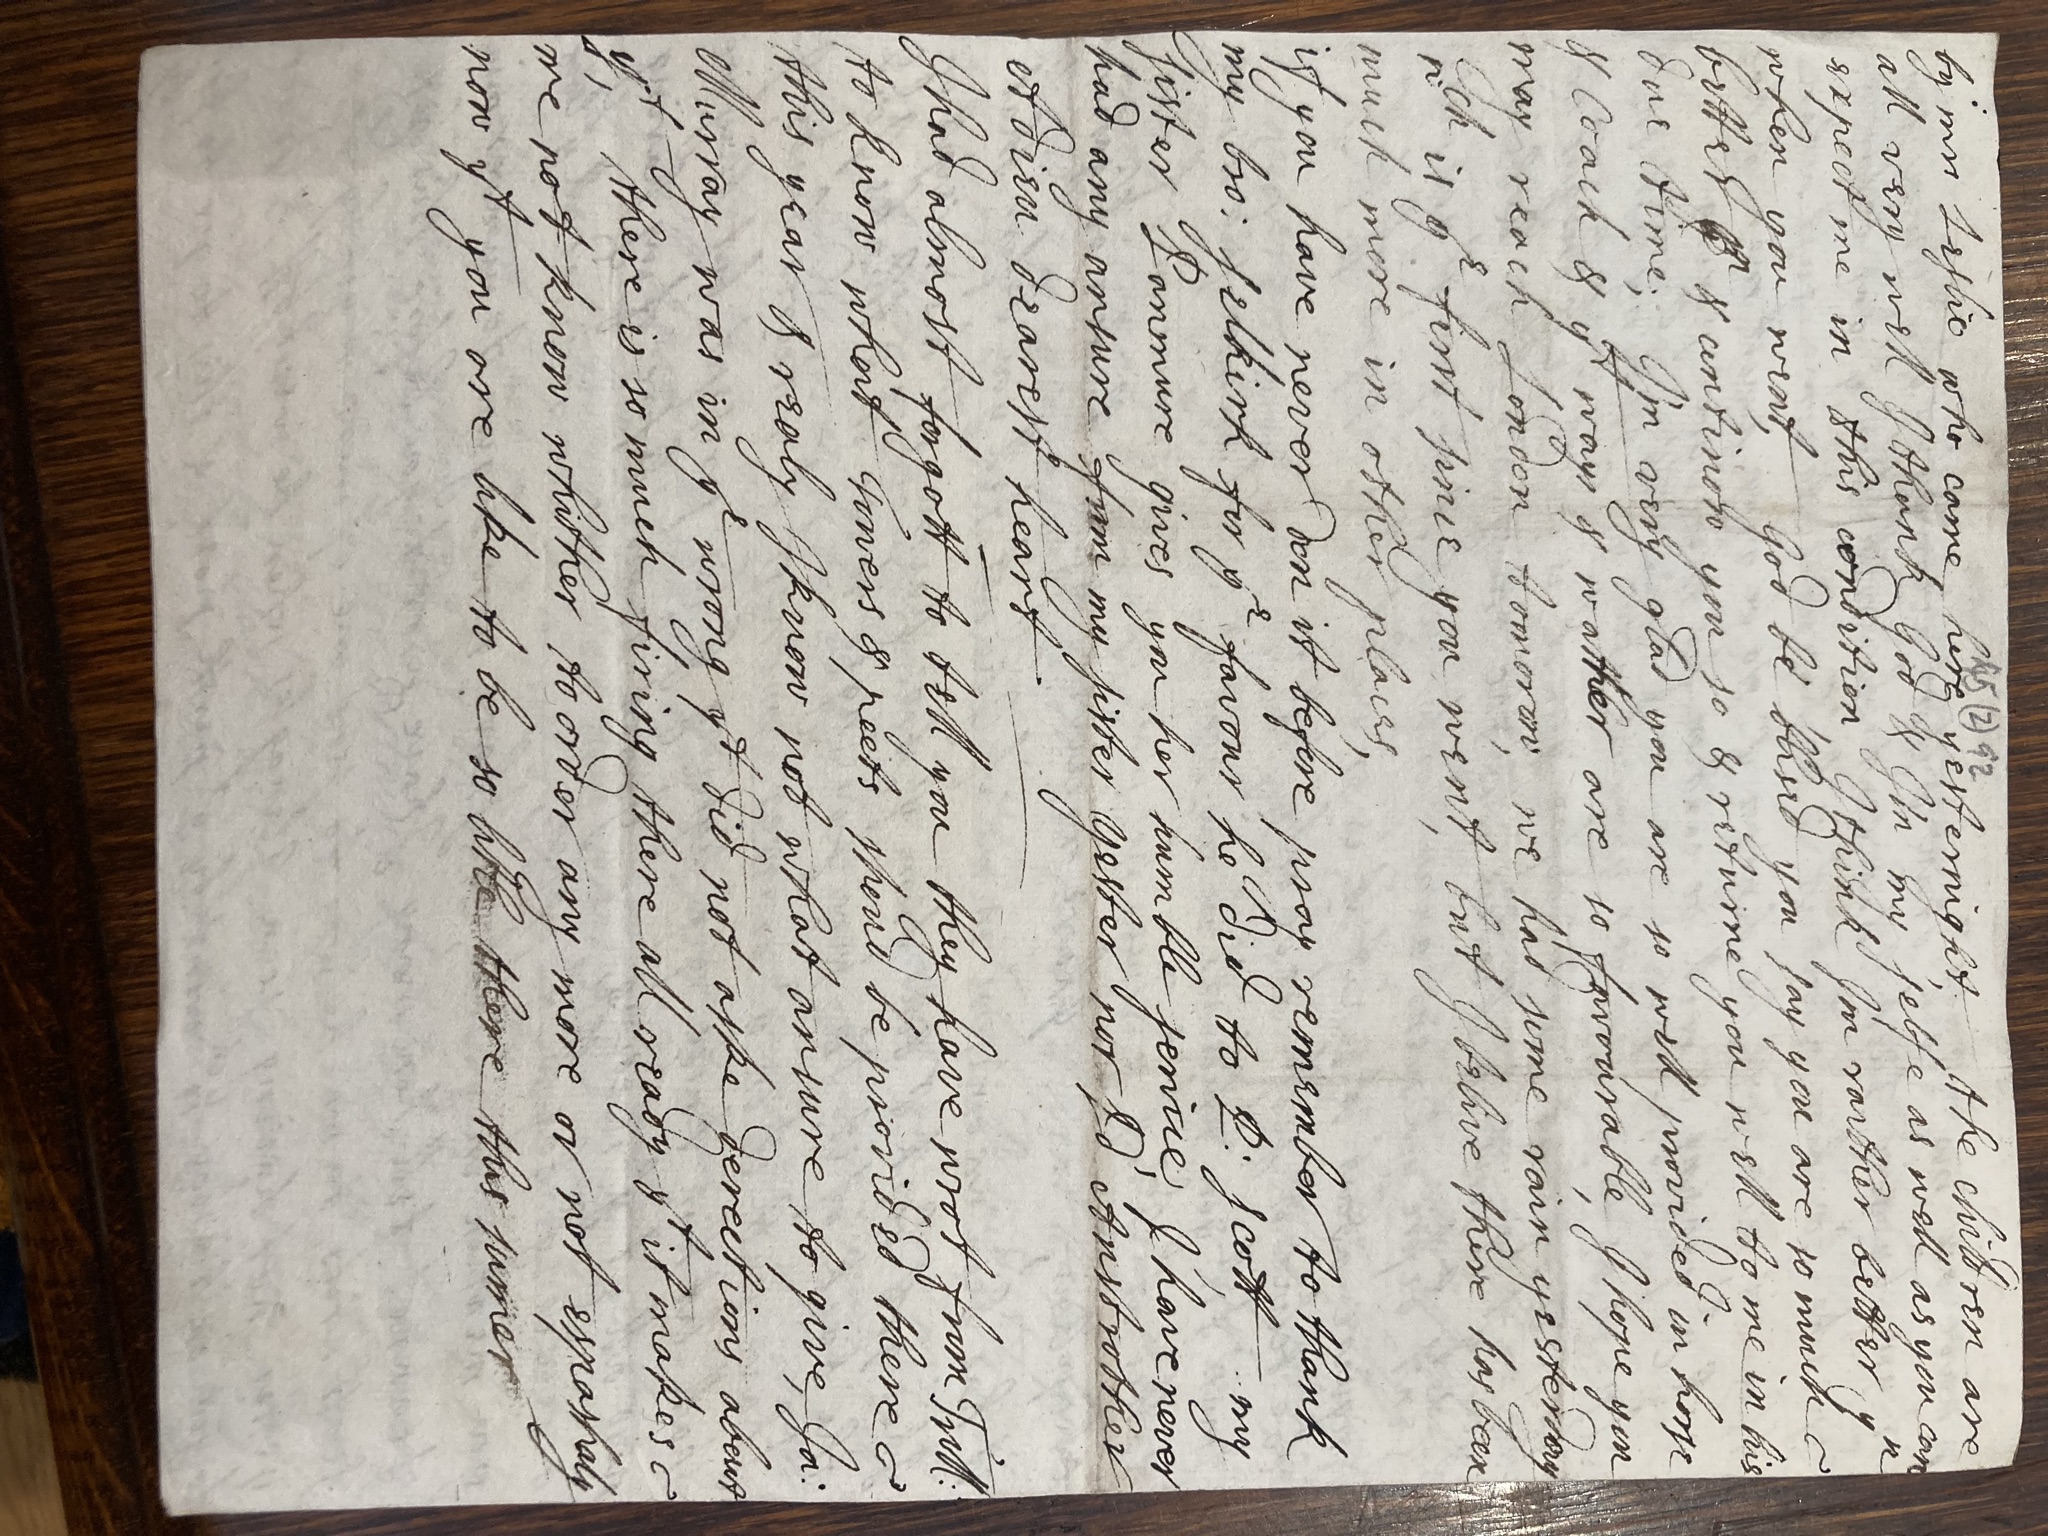 45 (2) 92
by mrs Leslie who came here yesternight, the children are
all very well I thank God & I'm my selfe as well as you can
expect me in this condition, I think I'm raither better yn
when you went, God be blised you say you are so much
better yn & continow you so & returne you well to me in his
due time; I'm very glad you are so well provided in horse
& Coach & yt ways & wather are so favourable, I hope you
may reach London tomorow, we had some rain yesterday
wch is ye first since you went, but I belive there has been
much more in other places,
if you have never don it before pray remember to thank
my bro: Selkirk for ye favour he did to P: Scott, my
sister Panmure gives you her humble service, I have never
had any ansure from my sister Yester nor Ld Anstrother
Adieu dearest heart
I had almost forgott to tell you they have wrot from Tull:
to know what Towers & peets shoud be provided there
this year & realy I know not what ansure to give, Ja:
Murray was in ye wrong yt did not aske derections about
yt, there is so much firing there all ready yt it makes
me not know whither to order any more or not espashaly
now yt you are like to be so litle there this sumer